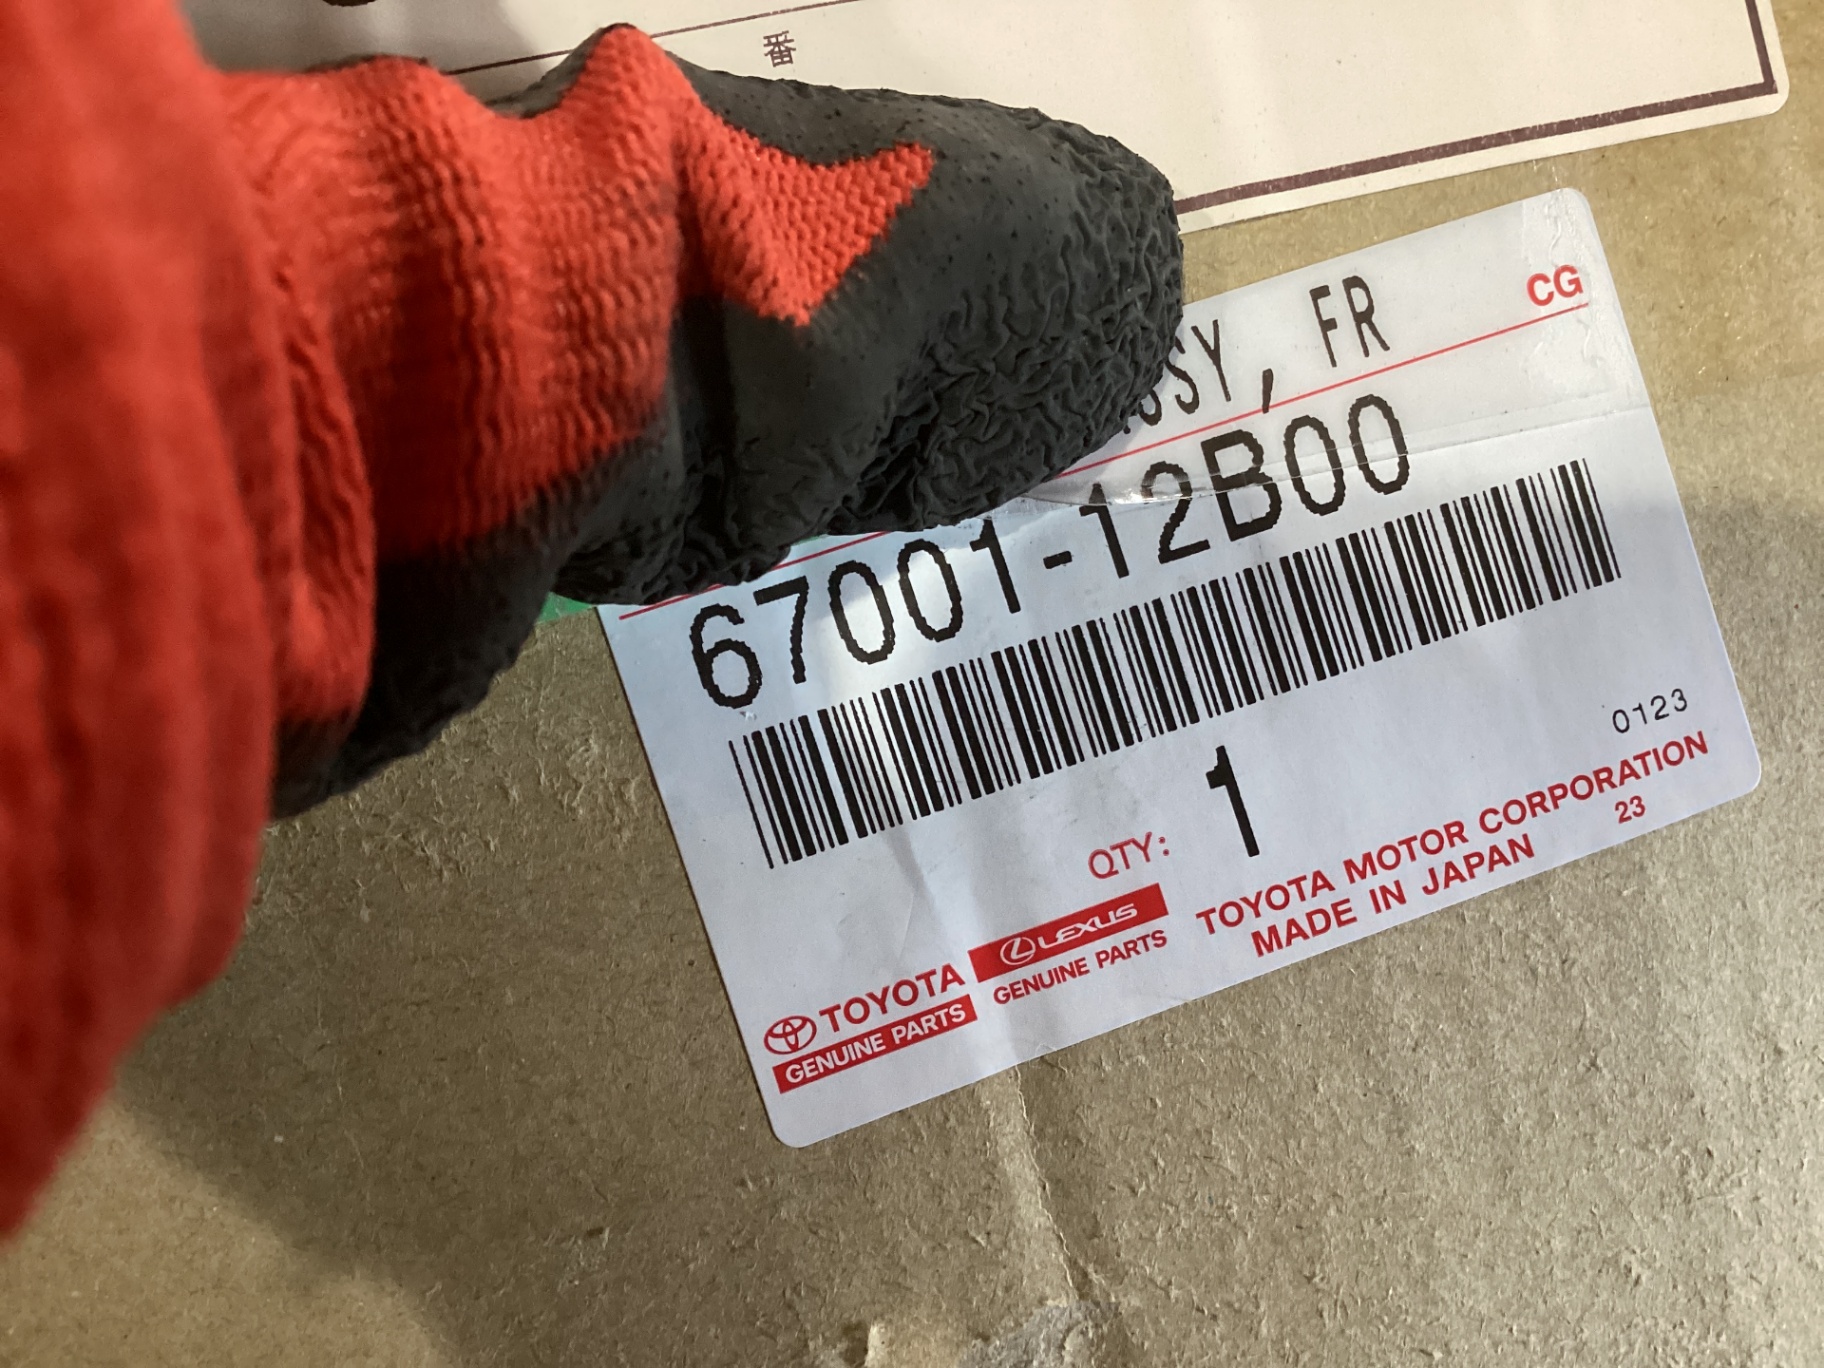 番
, FR
CG
67001-12B00
0123
QTY: 1
TOYOTA MOTOR CORPORATION
MADE IN JAPAN 23
TOYOTA
GENUINE PARTS
LEXUS
GENUINE PARTS